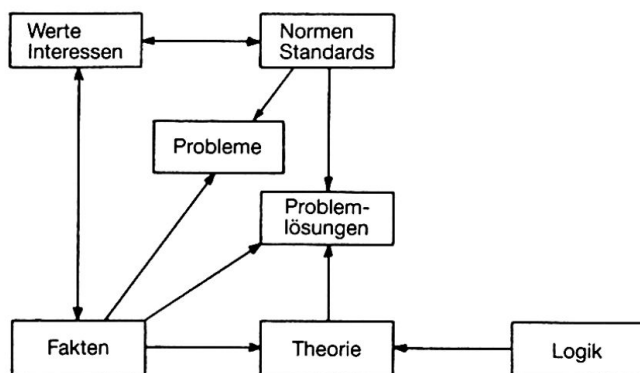 Werte
Interessen
Normen
Standards
Probleme
Problem-
lösungen
Fakten
Theorie
Logik